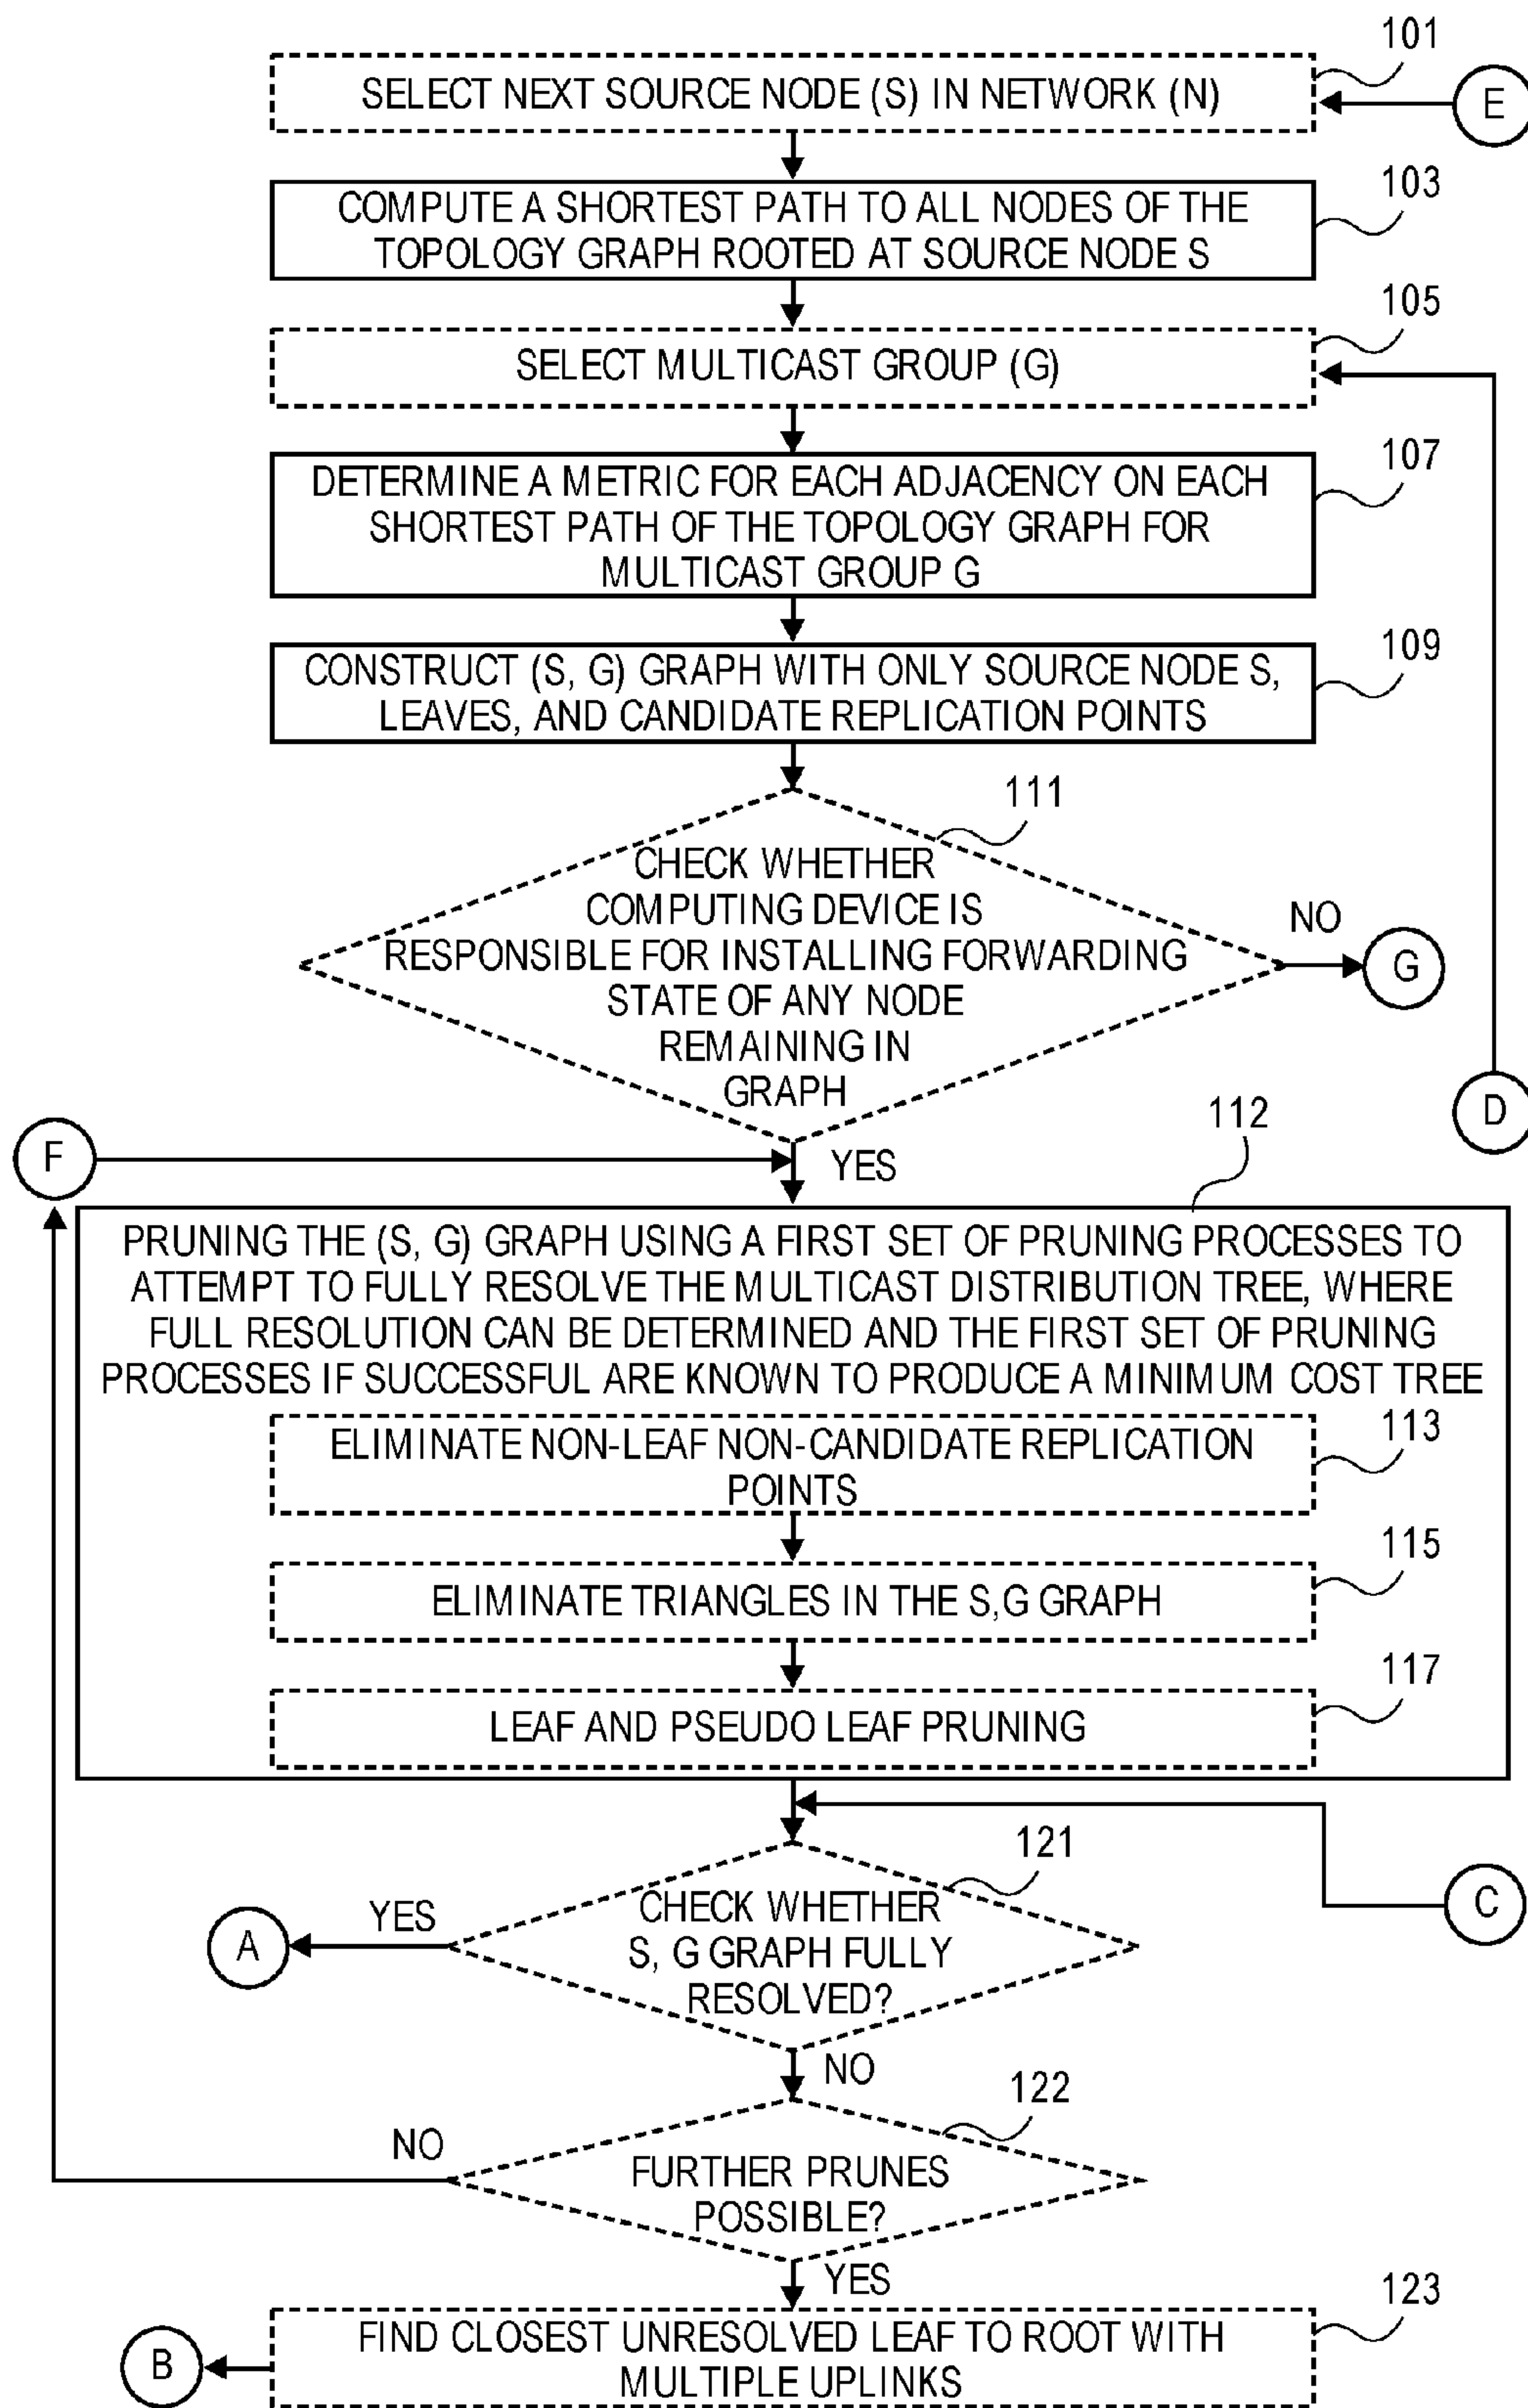 101
SELECT NEXT SOURCE NODE (S) IN NETWORK (N)
E
103
COMPUTE A SHORTEST PATH TO ALL NODES OF THE
TOPOLOGY GRAPH ROOTED AT SOURCE NODE S
105
SELECT MULTICAST GROUP (G)
107
DETERMINE A METRIC FOR EACH ADJACENCY ON EACH
SHORTEST PATH OF THE TOPOLOGY GRAPH FOR
MULTICAST GROUP G
109
CONSTRUCT (S, G) GRAPH WITH ONLY SOURCE NODE S,
LEAVES, AND CANDIDATE REPLICATION POINTS
111
CHECK WHETHER
COMPUTING DEVICE IS
RESPONSIBLE FOR INSTALLING FORWARDING
STATE OF ANY NODE
REMAINING IN
GRAPH
NO
G
D
112
F
YES
PRUNING THE (S, G) GRAPH USING A FIRST SET OF PRUNING PROCESSES TO
ATTEMPT TO FULLY RESOLVE THE MULTICAST DISTRIBUTION TREE, WHERE
FULL RESOLUTION CAN BE DETERMINED AND THE FIRST SET OF PRUNING
PROCESSES IF SUCCESSFUL ARE KNOWN TO PRODUCE A MINIMUM COST TREE
113
ELIMINATE NON-LEAF NON-CANDIDATE REPLICATION
POINTS
115
ELIMINATE TRIANGLES IN THE S,G GRAPH
117
LEAF AND PSEUDO LEAF PRUNING
121
CHECK WHETHER
S, G GRAPH FULLY
RESOLVED?
YES
A
C
NO
122
FURTHER PRUNES
POSSIBLE?
NO
YES
123
FIND CLOSEST UNRESOLVED LEAF TO ROOT WITH
MULTIPLE UPLINKS
B